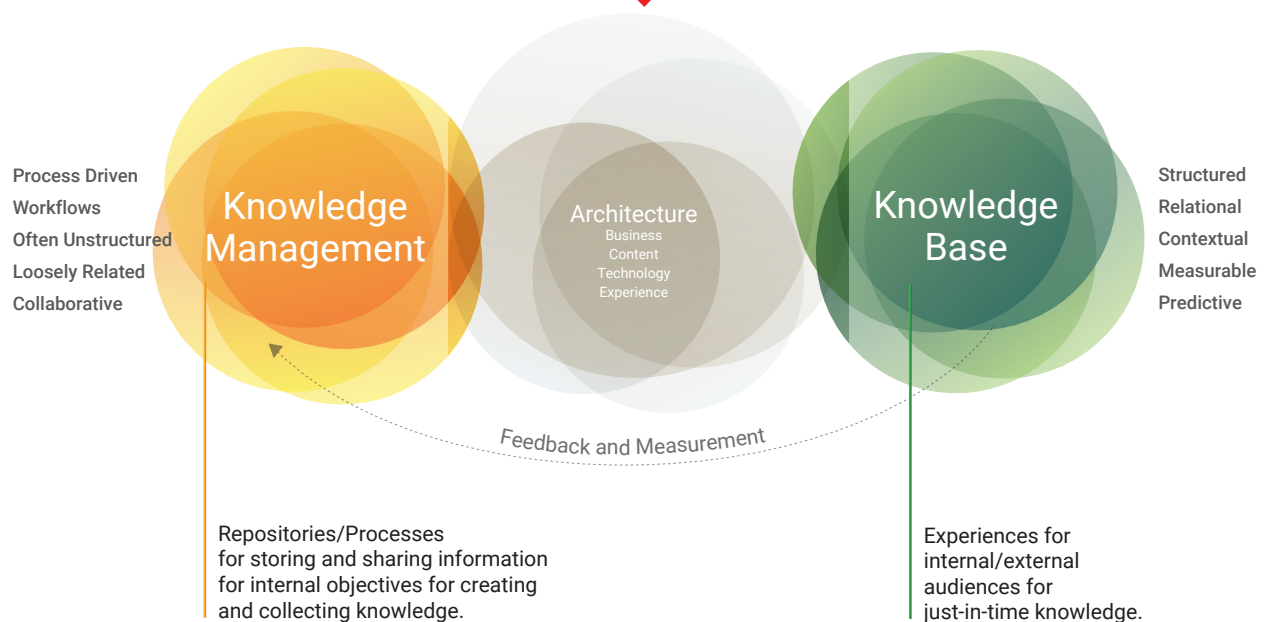 Process Driven
Workflows
Often Unstructured
Loosely Related
Collaborative
Knowledge
Management
Architecture
Business
Content
Technology
Experience
Knowledge
Base
Structured
Relational
Contextual
Measurable
Predictive
Feedback and Measurement
Repositories/Processes
for storing and sharing information
for internal objectives for creating
and collecting knowledge.
Experiences for
internal/external
audiences for
just-in-time knowledge.